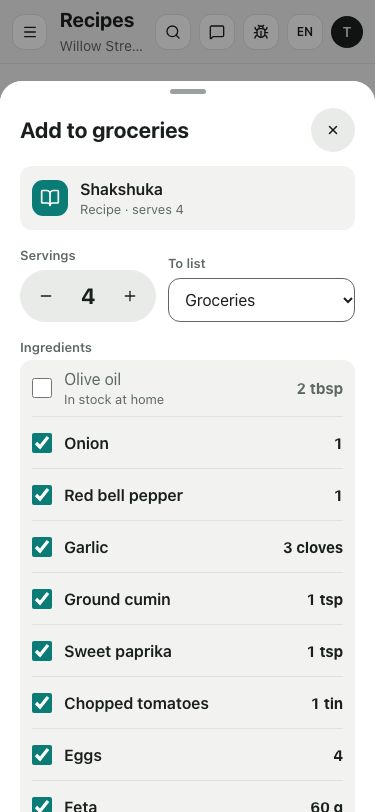 Recipes
Willow Stre...
EN
T
Add to groceries
Shakshuka
Recipe · serves 4
Servings
To list
− 4 +
Groceries
Ingredients
Olive oil
In stock at home
2 tbsp
Onion 1
Red bell pepper 1
Garlic 3 cloves
Ground cumin 1 tsp
Sweet paprika 1 tsp
Chopped tomatoes 1 tin
Eggs 4
Feta 60 g